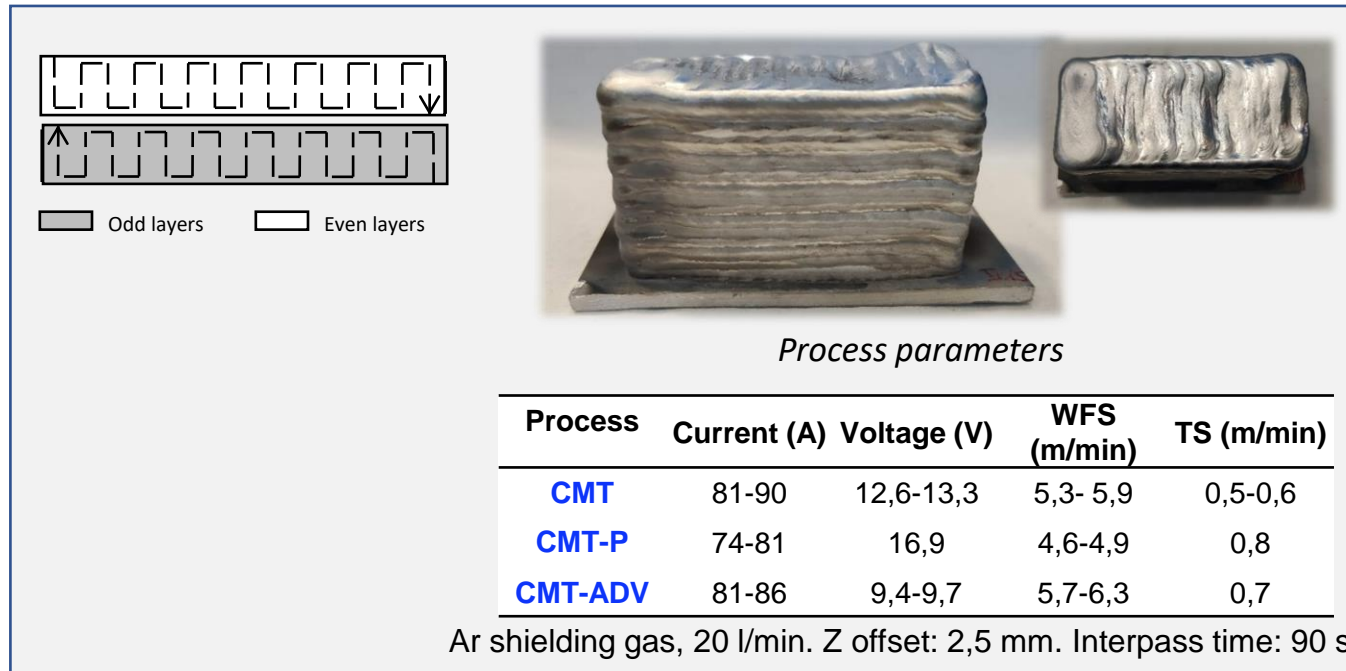 Odd layers Even layers
Process parameters
Process Current (A) Voltage (V) WFS (m/min) TS (m/min)
CMT 81-90 12,6-13,3 5,3- 5,9 0,5-0,6
CMT-P 74-81 16,9 4,6-4,9 0,8
CMT-ADV 81-86 9,4-9,7 5,7-6,3 0,7
Ar shielding gas, 20 l/min. Z offset: 2,5 mm. Interpass time: 90 s